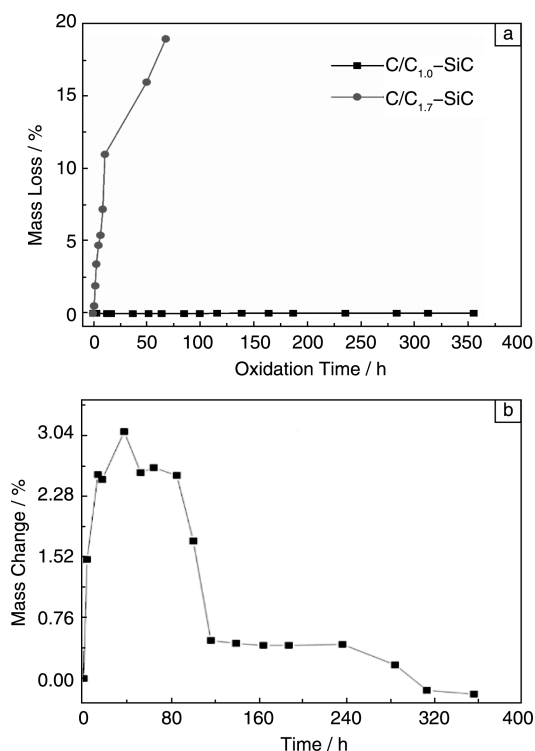 20
a
C/C1.0–SiC
C/C1.7–SiC
15
10
5
0
Mass Loss / %
0 50 100 150 200 250 300 350 400
Oxidation Time / h
b
3.04
2.28
1.52
0.76
0.00
Mass Change / %
0 80 160 240 320 400
Time / h